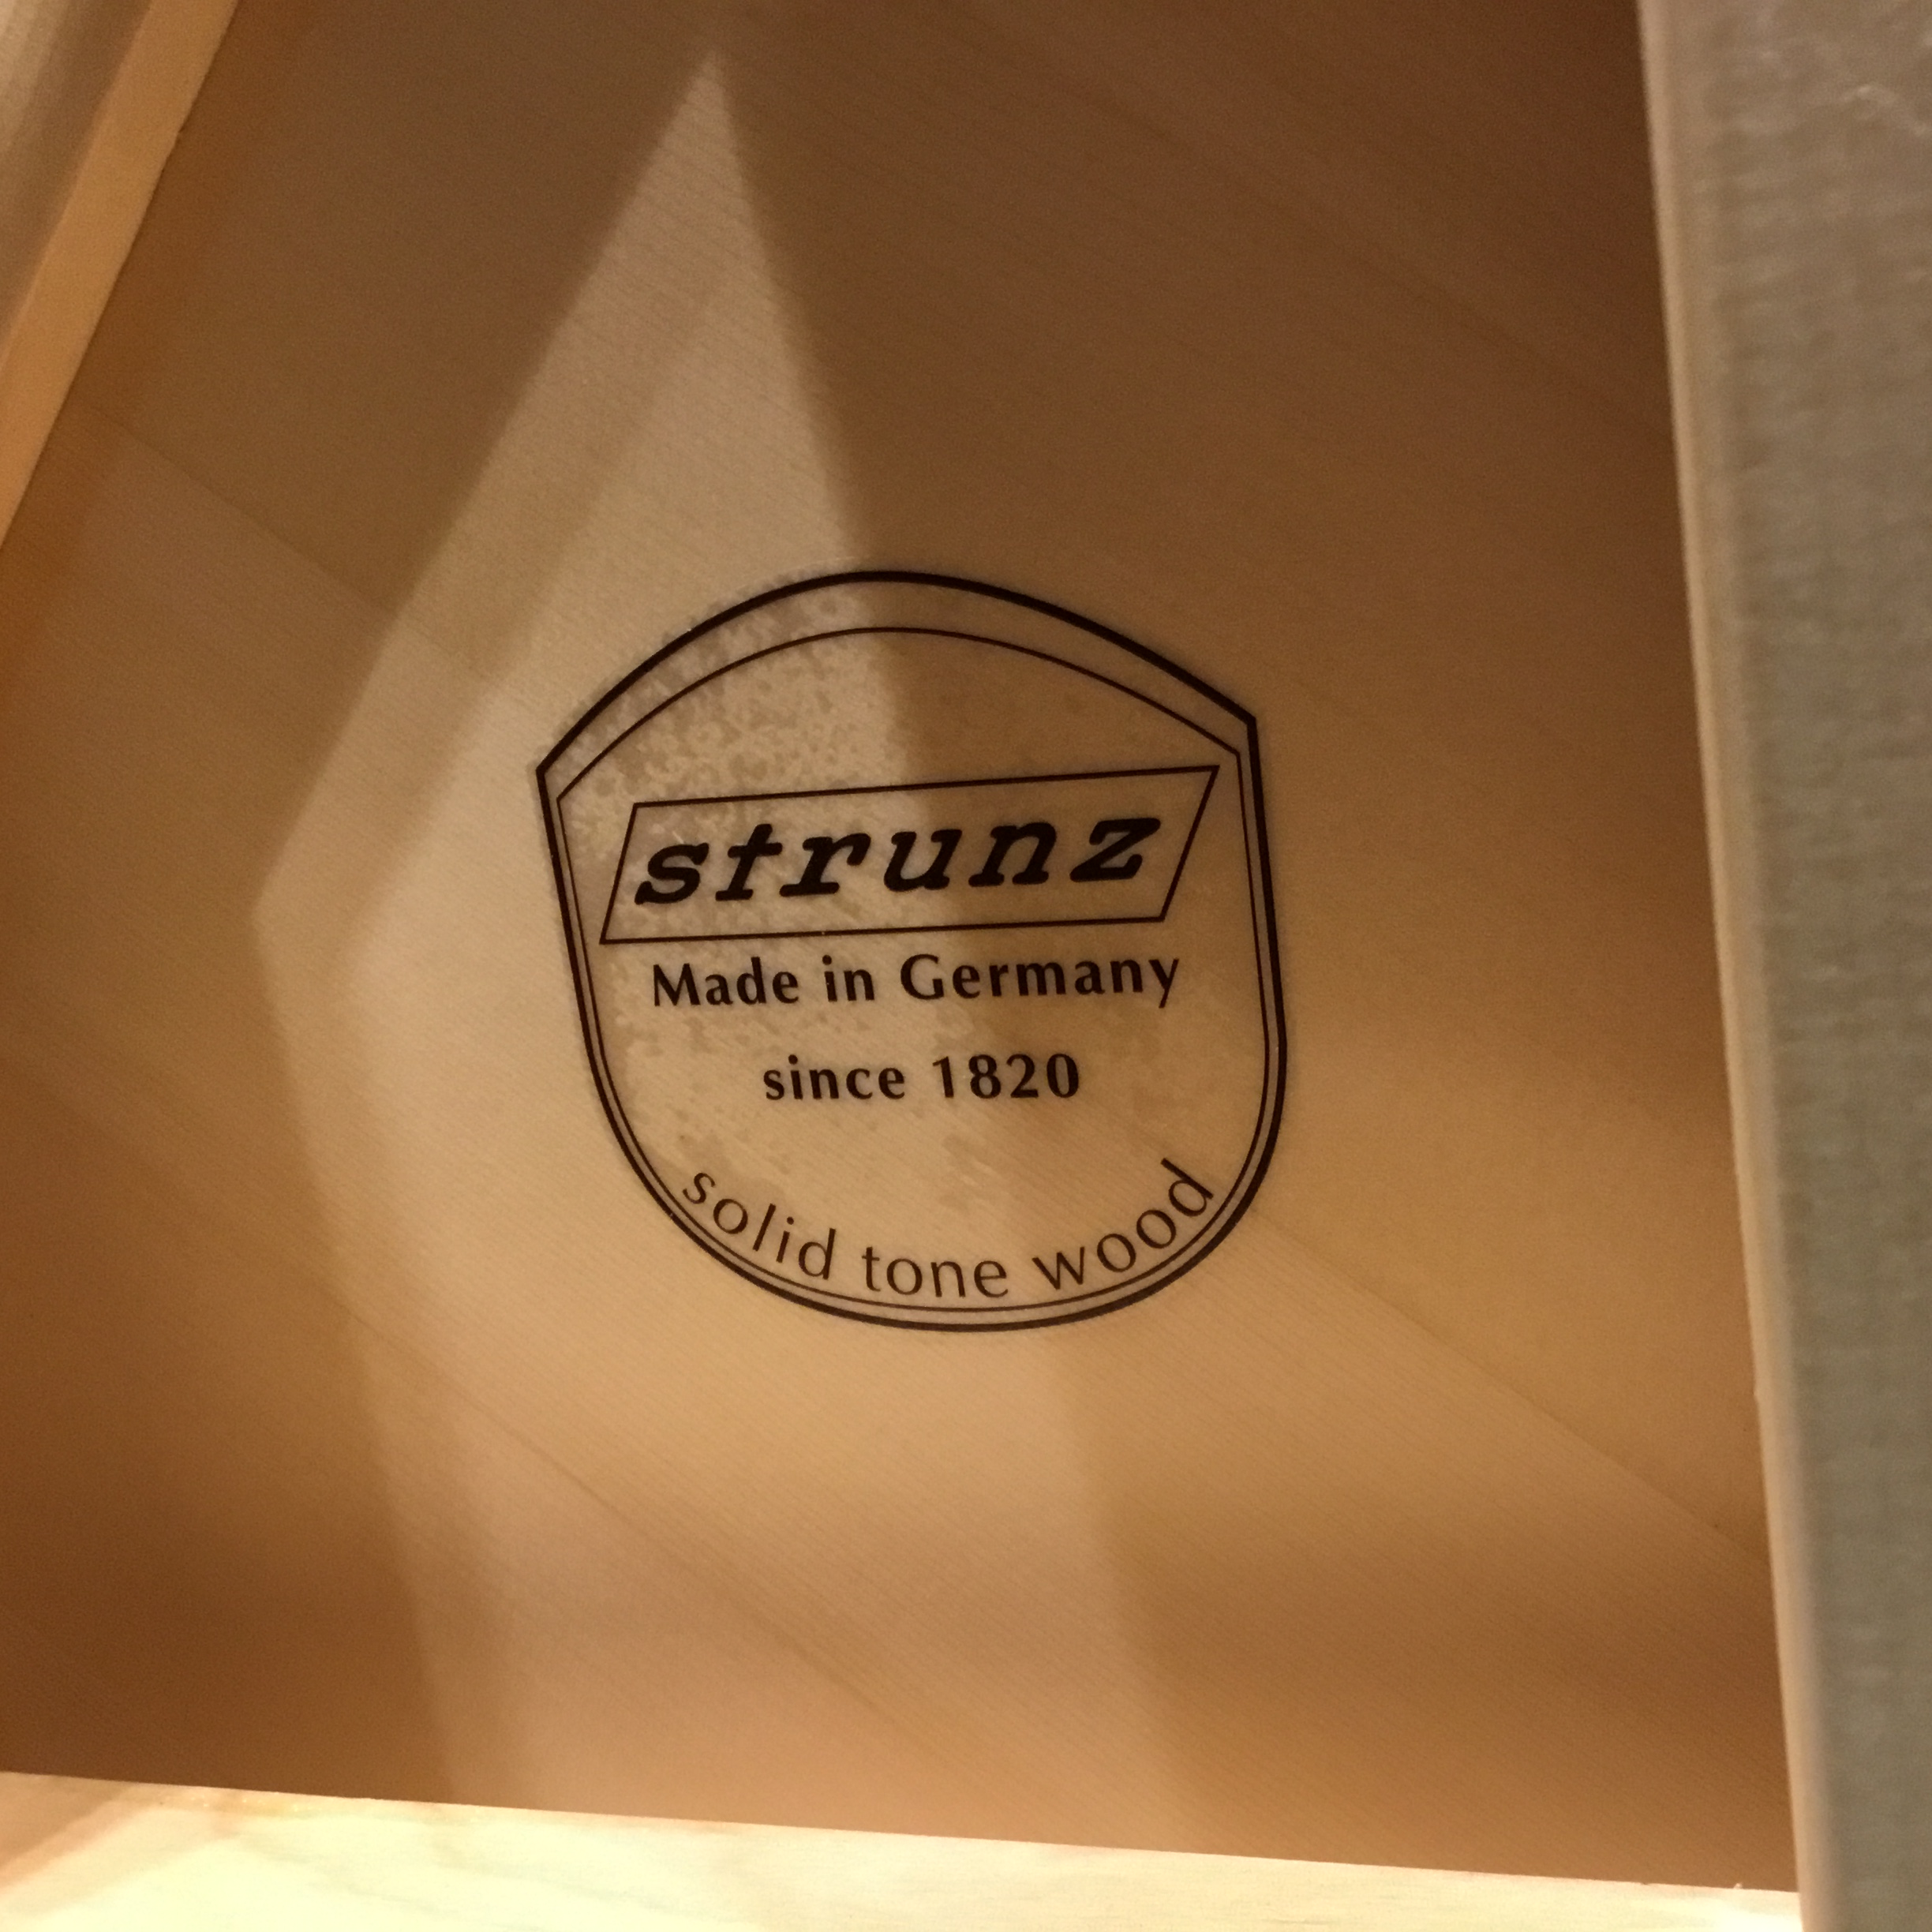 strunz
Made in Germany
since 1820
solid tone wood